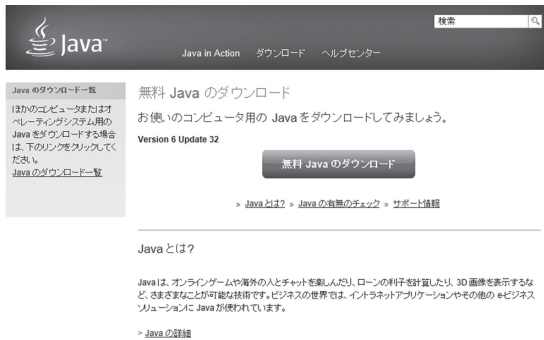 検索
Java™
Java in Action ダウンロード ヘルプセンター
Java のダウンロード一覧
ほかのコンピュータまたはオ
ペレーティングシステム用の
Java をダウンロードする場合
は、下のリンクをクリックしてく
ださい。
Java のダウンロード一覧
無料 Java のダウンロード
お使いのコンピュータ用の Java をダウンロードしてみましょう。
Version 6 Update 32
無料 Java のダウンロード
» Java とは? » Java の有無のチェック » サポート情報
Java とは?
Java は、オンラインゲームや海外の人とチャットを楽しんだり、ローンの利子を計算したり、3D 画像を表示するな
ど、さまざまなことが可能な技術です。ビジネスの世界では、イントラネットアプリケーションやその他の e-ビジネス
ソリューションに Java が使われています。
> Java の詳細